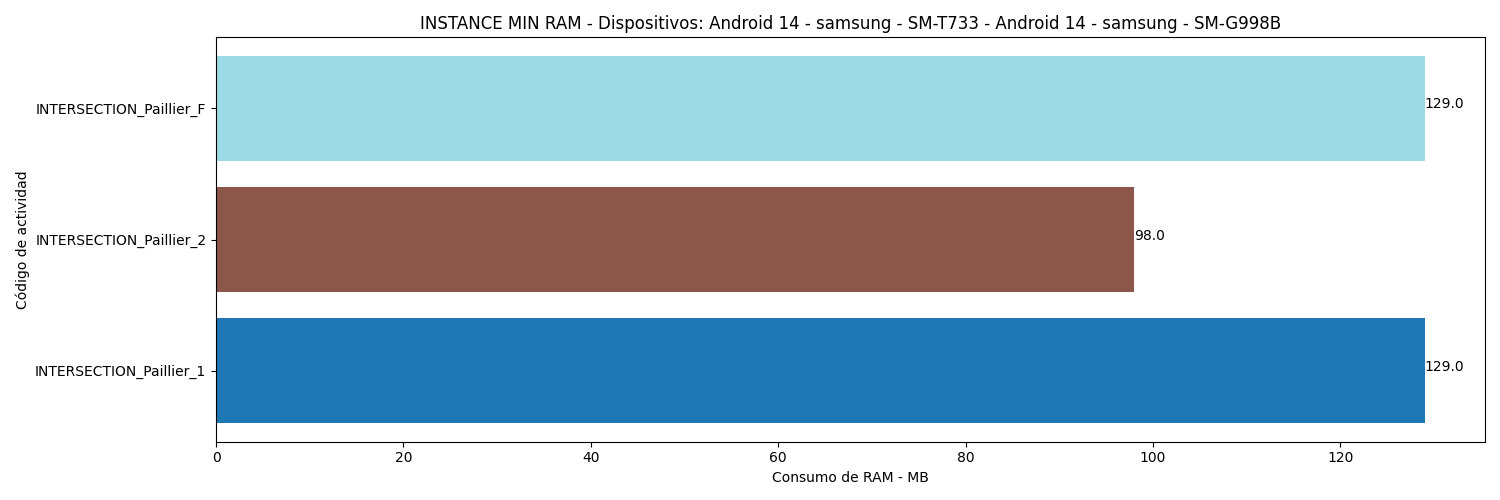 INSTANCE MIN RAM - Dispositivos: Android 14 - samsung - SM-T733 - Android 14 - samsung - SM-G998B
Código de actividad
INTERSECTION_Paillier_F
129.0
INTERSECTION_Paillier_2
98.0
INTERSECTION_Paillier_1
129.0
0 20 40 60 80 100 120
Consumo de RAM - MB